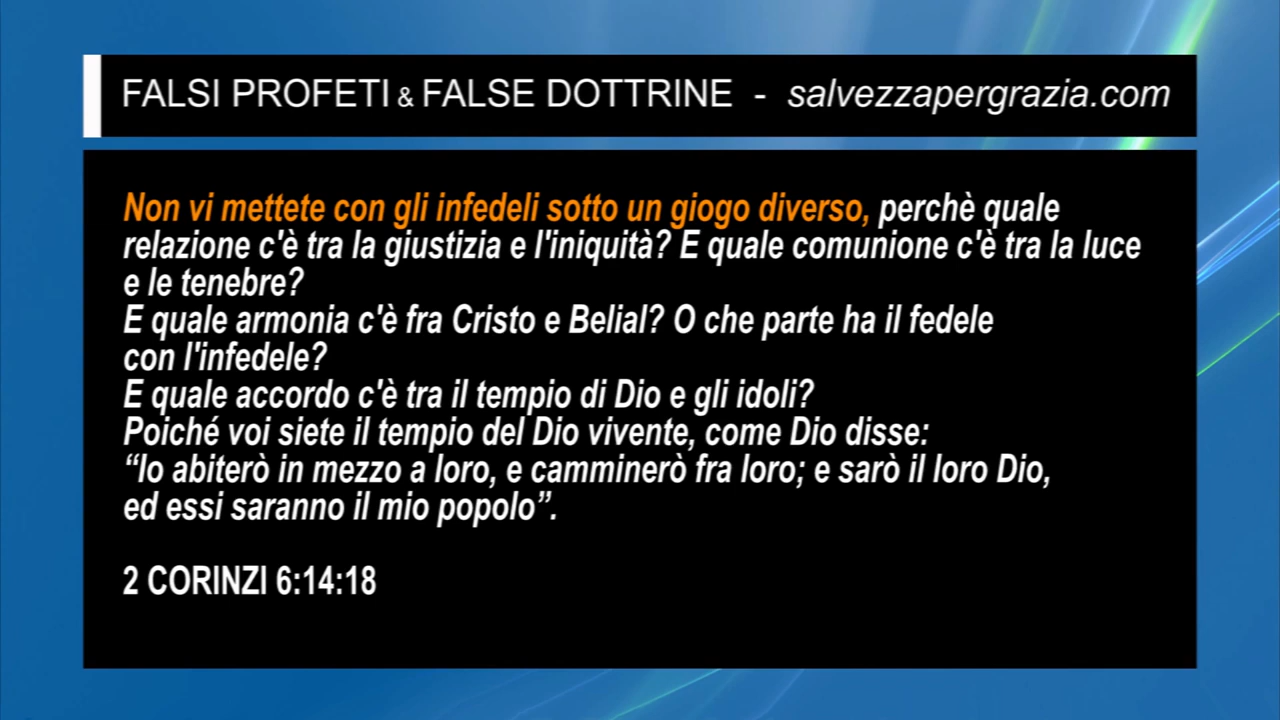 FALSI PROFETI & FALSE DOTTRINE - salvezzapergrazia.com
Non vi mettete con gli infedeli sotto un giogo diverso, perchè quale
relazione c'è tra la giustizia e l'iniquità? E quale comunione c'è tra la luce
e le tenebre?
E quale armonia c'è fra Cristo e Belial? O che parte ha il fedele
con l'infedele?
E quale accordo c'è tra il tempio di Dio e gli idoli?
Poiché voi siete il tempio del Dio vivente, come Dio disse:
“Io abiterò in mezzo a loro, e camminerò fra loro; e sarò il loro Dio,
ed essi saranno il mio popolo”.
2 CORINZI 6:14:18